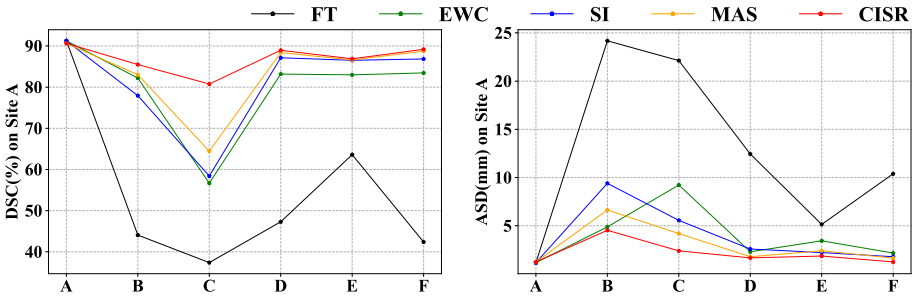 FT EWC SI MAS CISR
DSC(%) on Site A
90
80
70
60
50
40
A B C D E F
ASD(mm) on Site A
25
20
15
10
5
A B C D E F